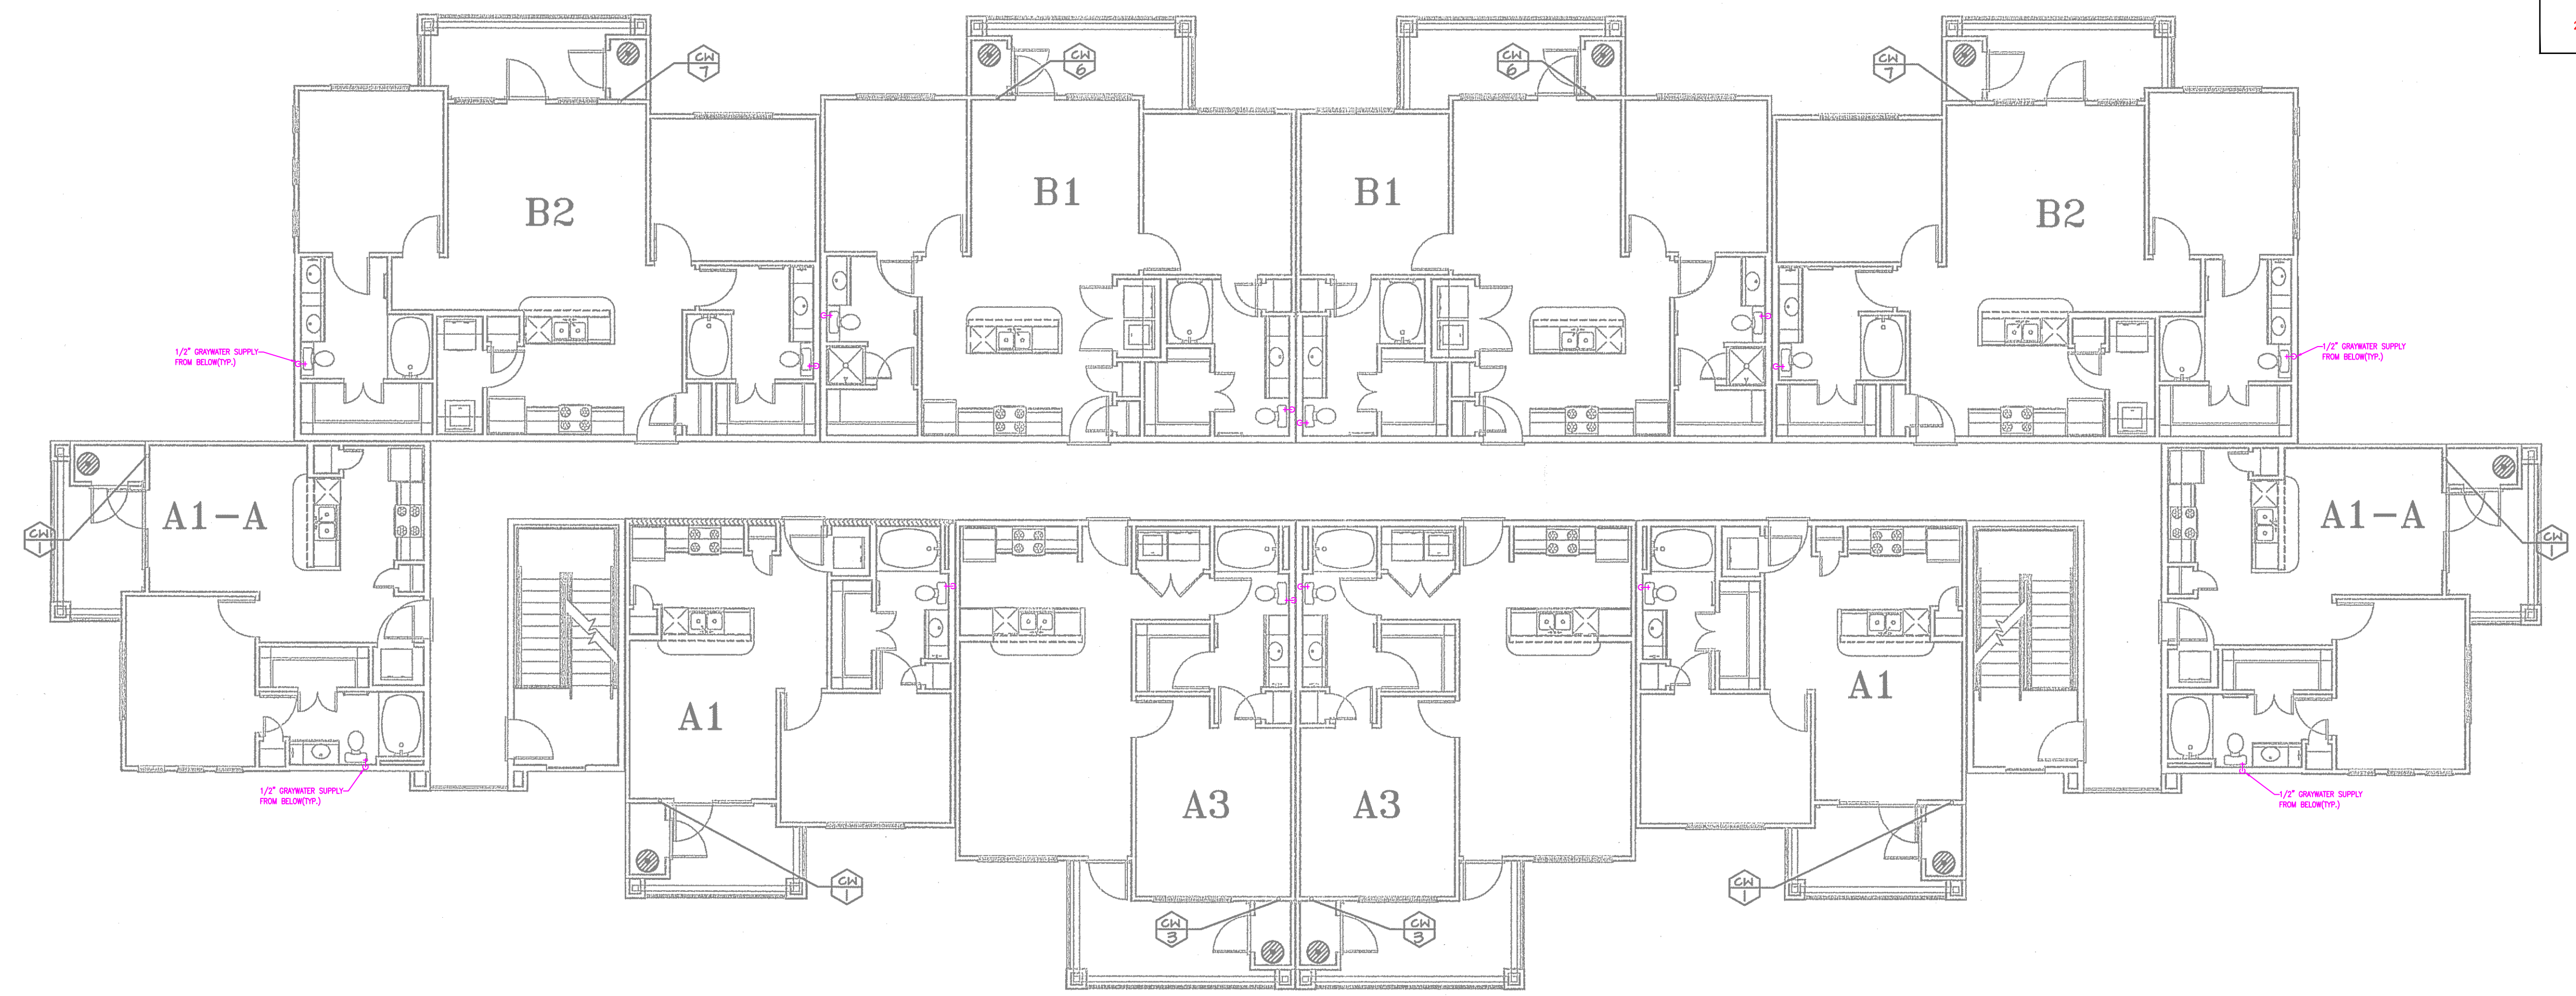 2
CW
7
CW
6
CW
6
CW
7
B2
B1
B1
B2
1/2" GRAYWATER SUPPLY
FROM BELOW(TYP.)
1/2" GRAYWATER SUPPLY
FROM BELOW(TYP.)
A1-A
A1-A
CW
1
CW
1
A1
A1
1/2" GRAYWATER SUPPLY
FROM BELOW(TYP.)
1/2" GRAYWATER SUPPLY
FROM BELOW(TYP.)
A3
A3
CW
1
CW
1
CW
3
CW
3